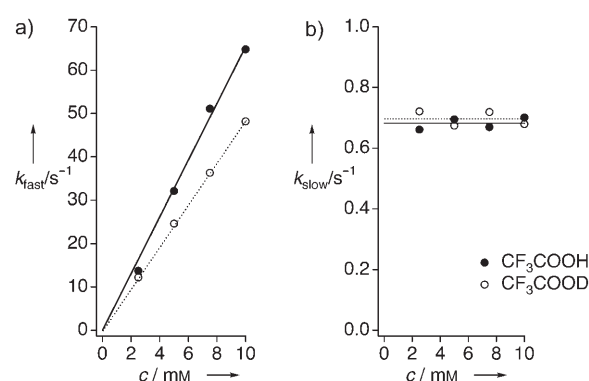 a)
70
60
50
40
30
20
10
0
k_fast/s⁻¹
0 2 4 6 8 10
c / mM
b)
1.0
0.8
0.6
0.4
0.2
0.0
k_slow/s⁻¹
CF₃COOH
CF₃COOD
0 2 4 6 8 10
c / mM